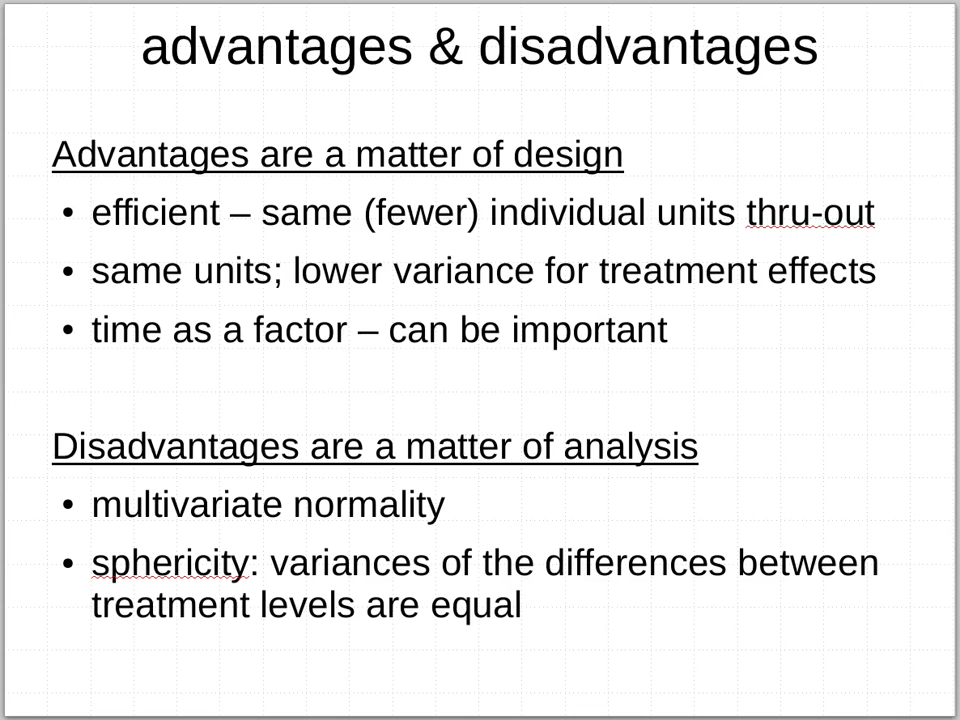 advantages & disadvantages
Advantages are a matter of design
• efficient – same (fewer) individual units thru-out
• same units; lower variance for treatment effects
• time as a factor – can be important
Disadvantages are a matter of analysis
• multivariate normality
• sphericity: variances of the differences between
treatment levels are equal